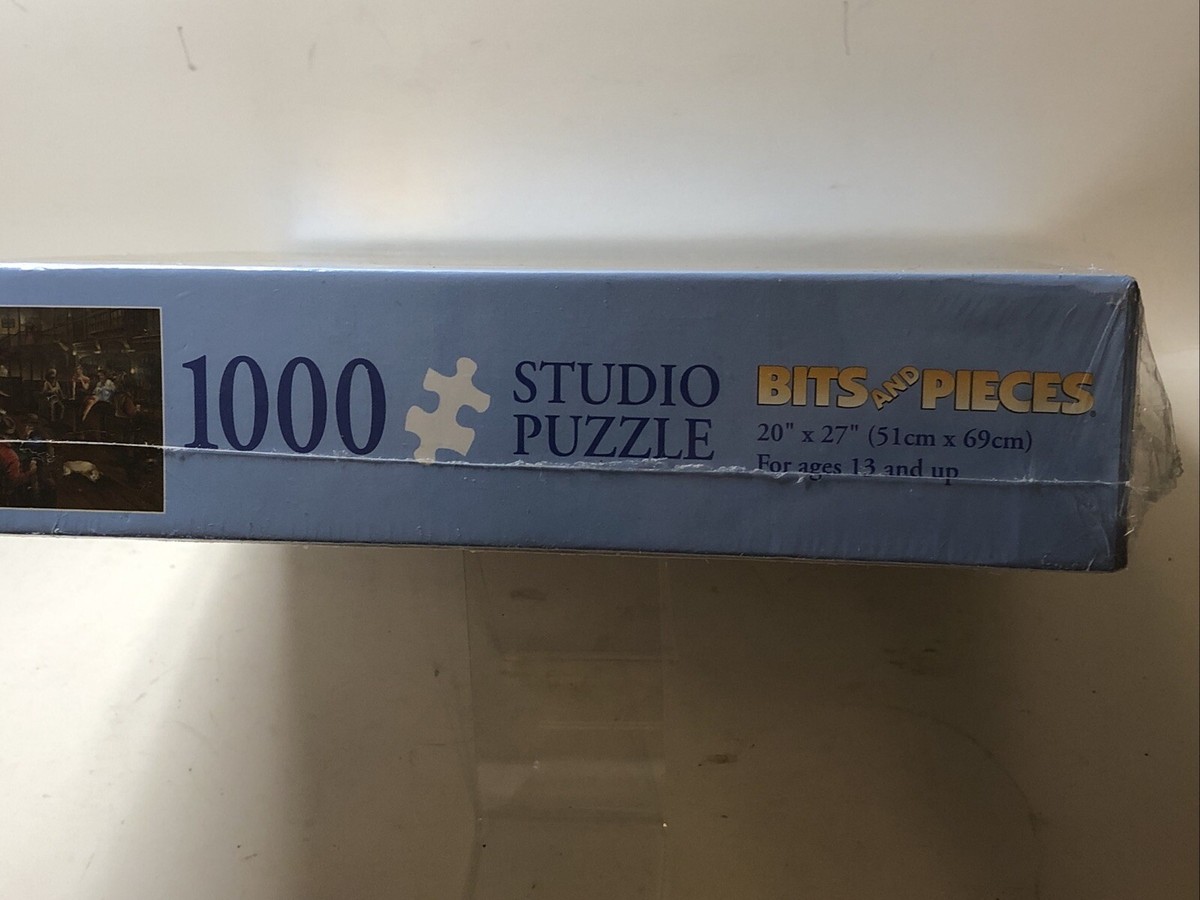 1000
STUDIO
PUZZLE
BITS AND PIECES®
20" x 27" (51cm x 69cm)
For ages 13 and up